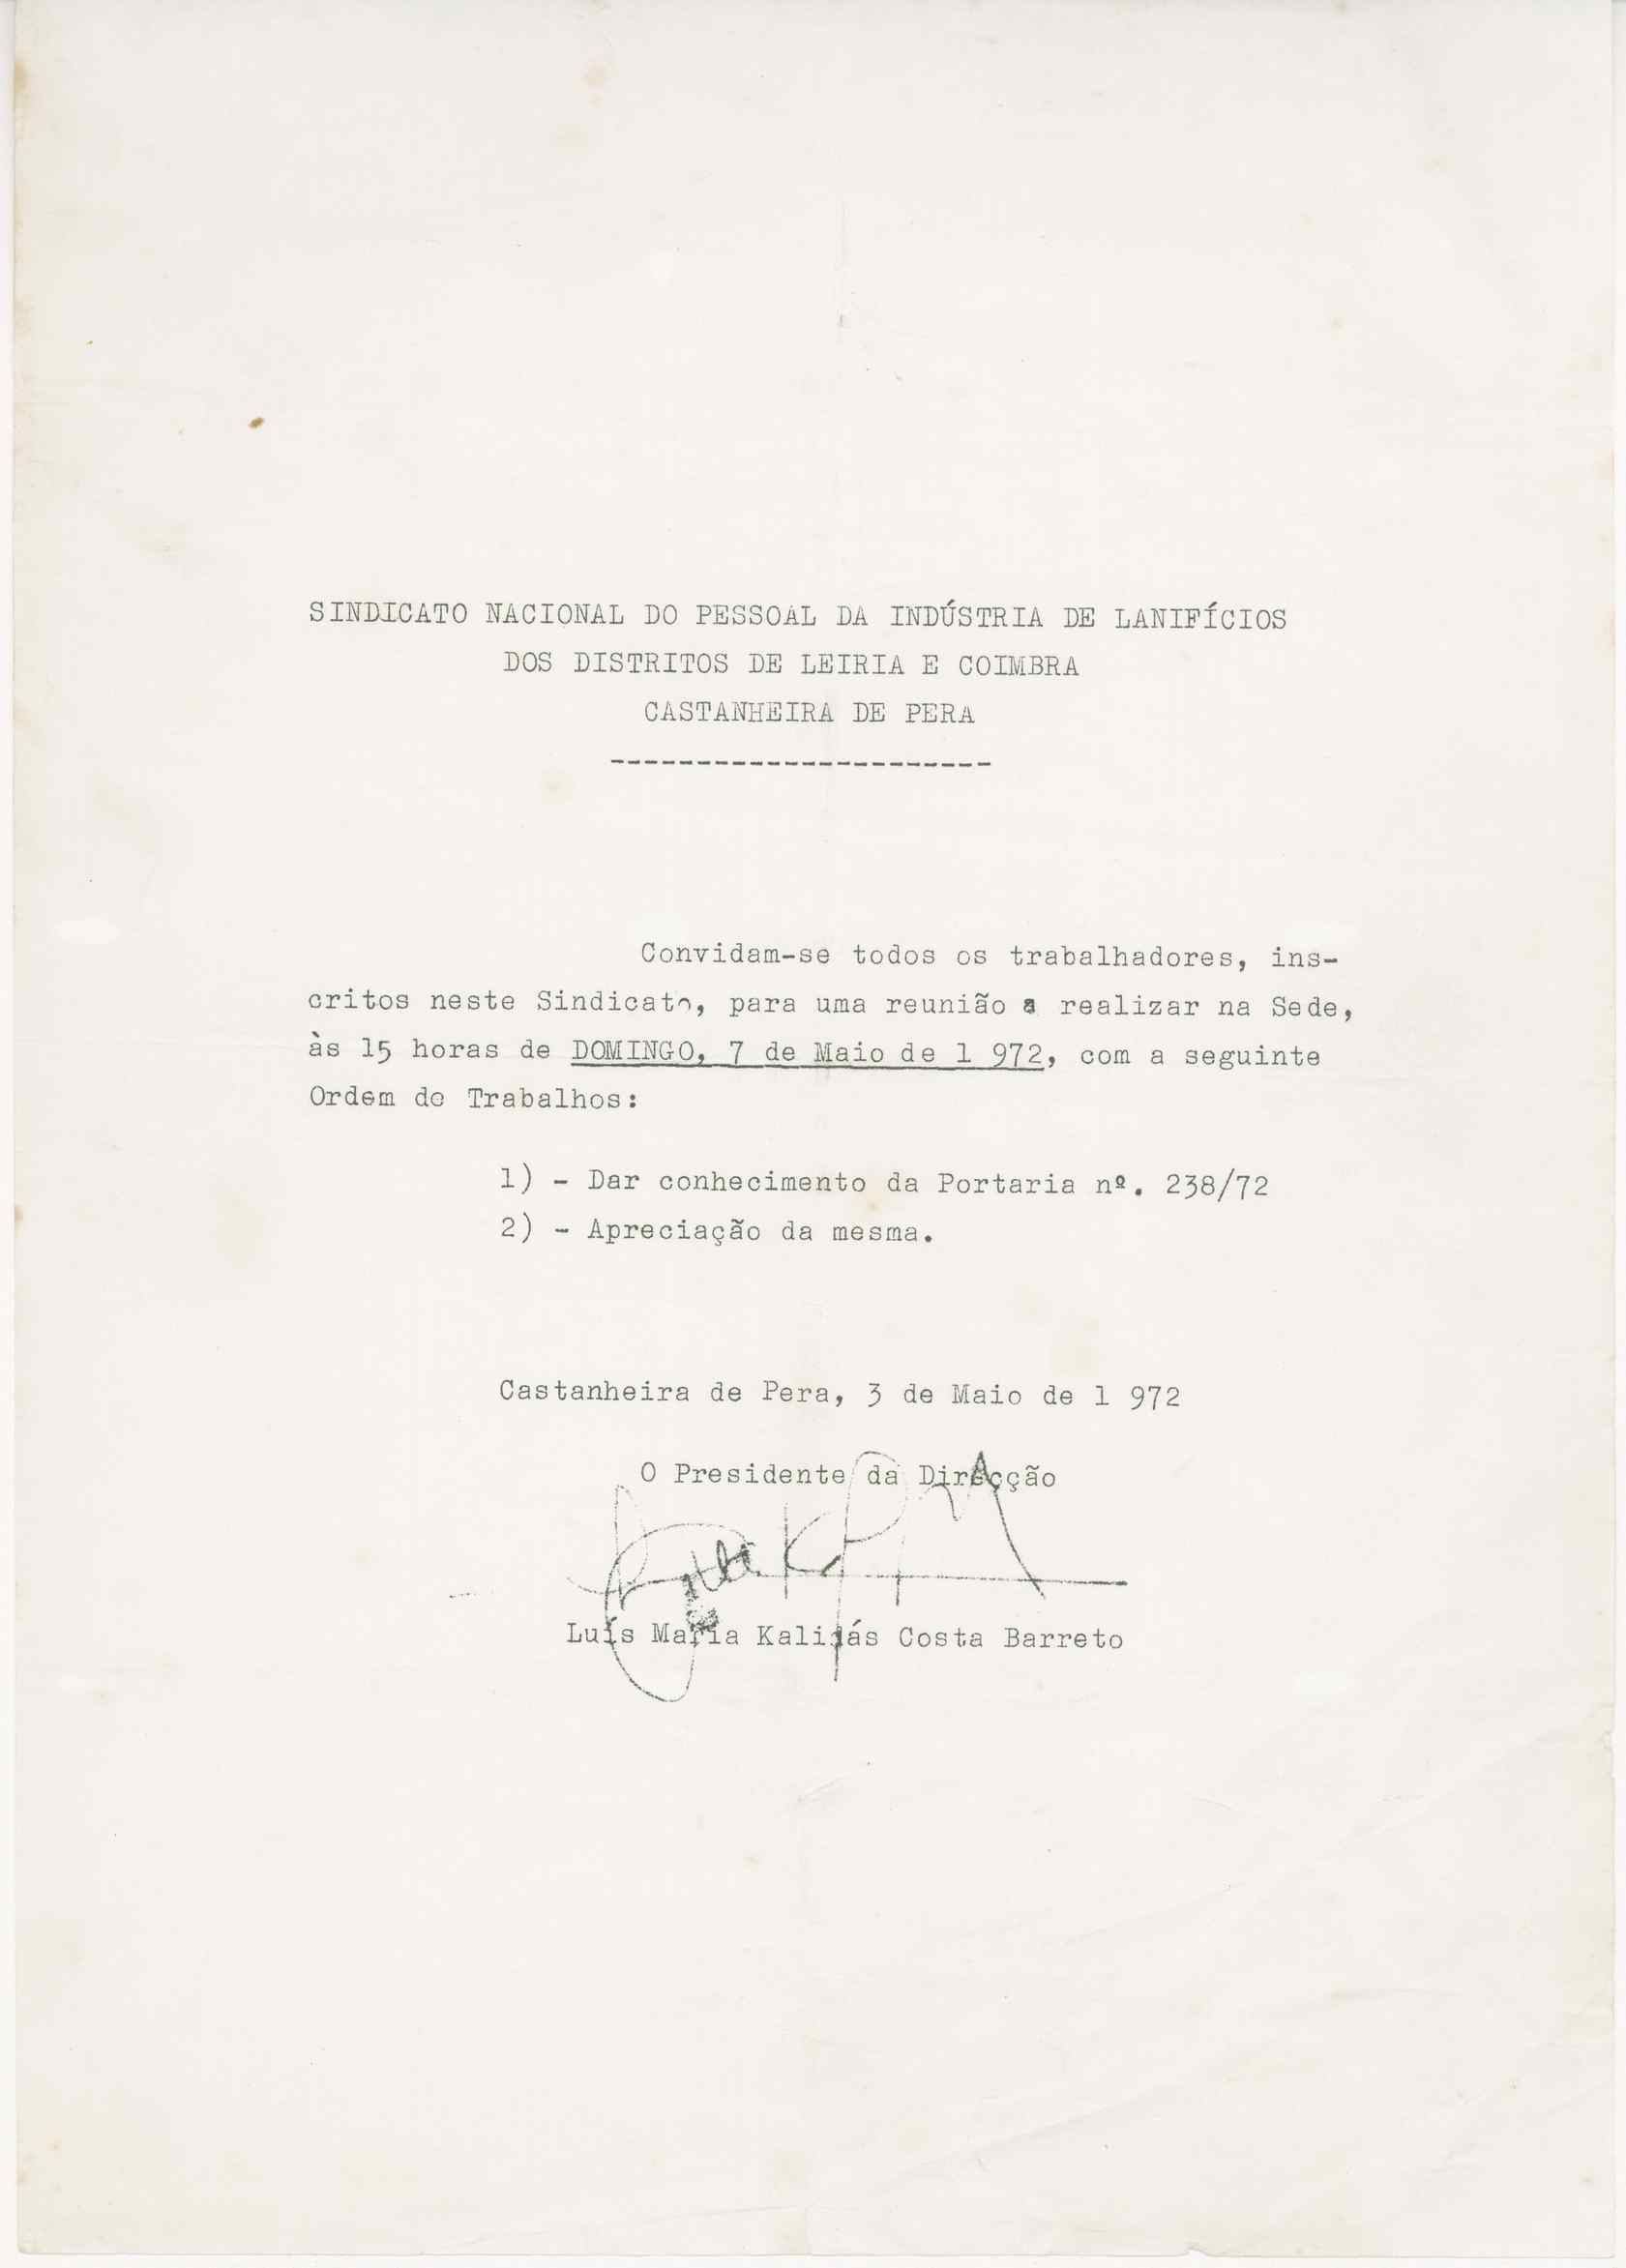 SINDICATO NACIONAL DO PESSOAL DA INDÚSTRIA DE LANIFÍCIOS
DOS DISTRITOS DE LEIRIA E COIMBRA
CASTANHEIRA DE PERA
----------------------
Convidam-se todos os trabalhadores, ins-
critos neste Sindicato, para uma reunião a realizar na Sede,
às 15 horas de DOMINGO, 7 de Maio de 1 972, com a seguinte
Ordem de Trabalhos:
1) - Dar conhecimento da Portaria nº. 238/72
2) - Apreciação da mesma.
Castanheira de Pera, 3 de Maio de 1 972
O Presidente da Direcção
Luís Maria Kalidás Costa Barreto